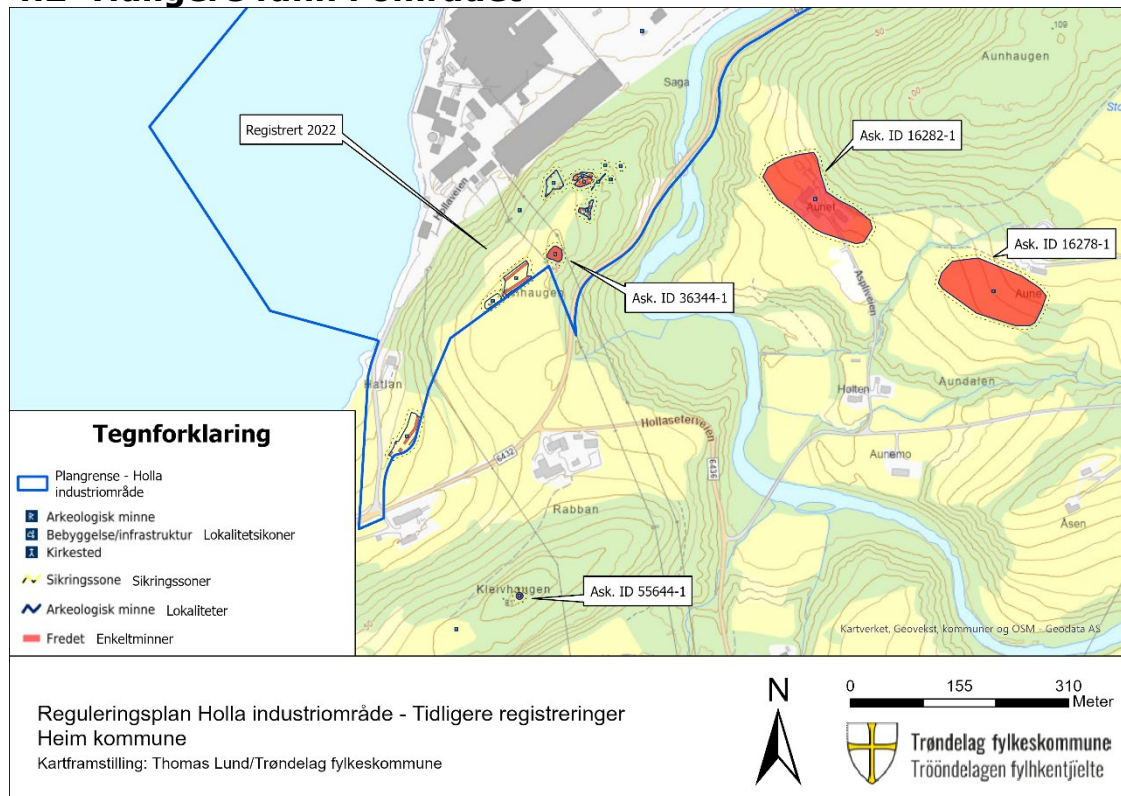 Aunhaugen
50
100
Saga
Registrert 2022
Ask. ID 16282-1
Hollaveien
Aunet
Ask. ID 16278-1
Ask. ID 36344-1
Aspliveien
Aune
Hatlan
Holten
Aundalen
Hollaseterveien
6432
6436
Aunemo
Rabban
Åsen
Kleivhaugen
81
Ask. ID 55644-1
Kartverket, Geovekst, kommuner og OSM - Geodata AS
Tegnforklaring
Plangrense - Holla
industriområde
Arkeologisk minne
Bebyggelse/infrastruktur Lokalitetsikoner
Kirkested
Sikringssone Sikringssoner
Arkeologisk minne Lokaliteter
Fredet Enkeltminner
Reguleringsplan Holla industriområde - Tidligere registreringer
Heim kommune
Kartframstilling: Thomas Lund/Trøndelag fylkeskommune
N
0 155 310
Meter
Trøndelag fylkeskommune
Trööndelagen fylhkentjïelte